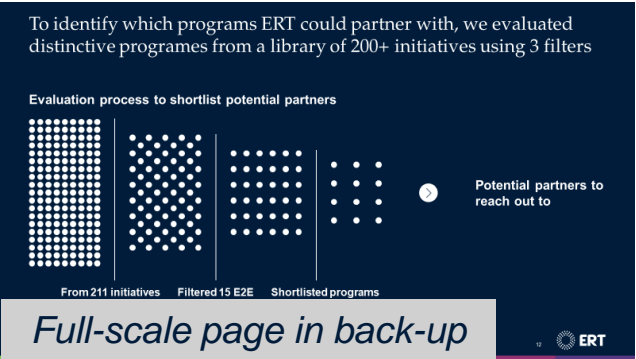 To identify which programs ERT could partner with, we evaluated
distinctive programes from a library of 200+ initiatives using 3 filters
Evaluation process to shortlist potential partners
Potential partners to
reach out to
From 211 initiatives
Filtered 15 E2E
Shortlisted programs
Full-scale page in back-up
12
ERT